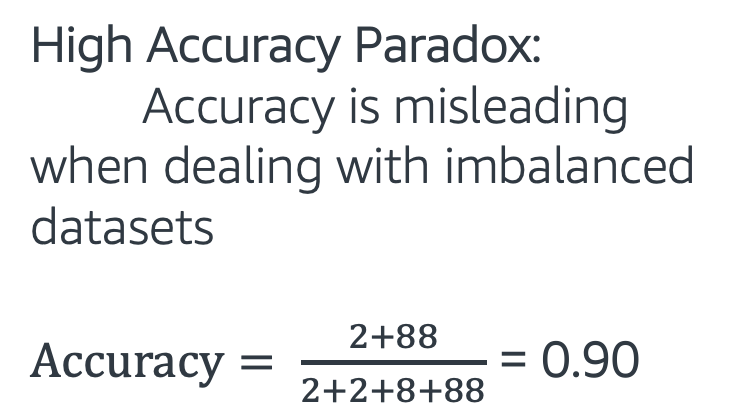 High Accuracy Paradox:
Accuracy is misleading
when dealing with imbalanced
datasets
Accuracy = 2+88 / 2+2+8+88 = 0.90